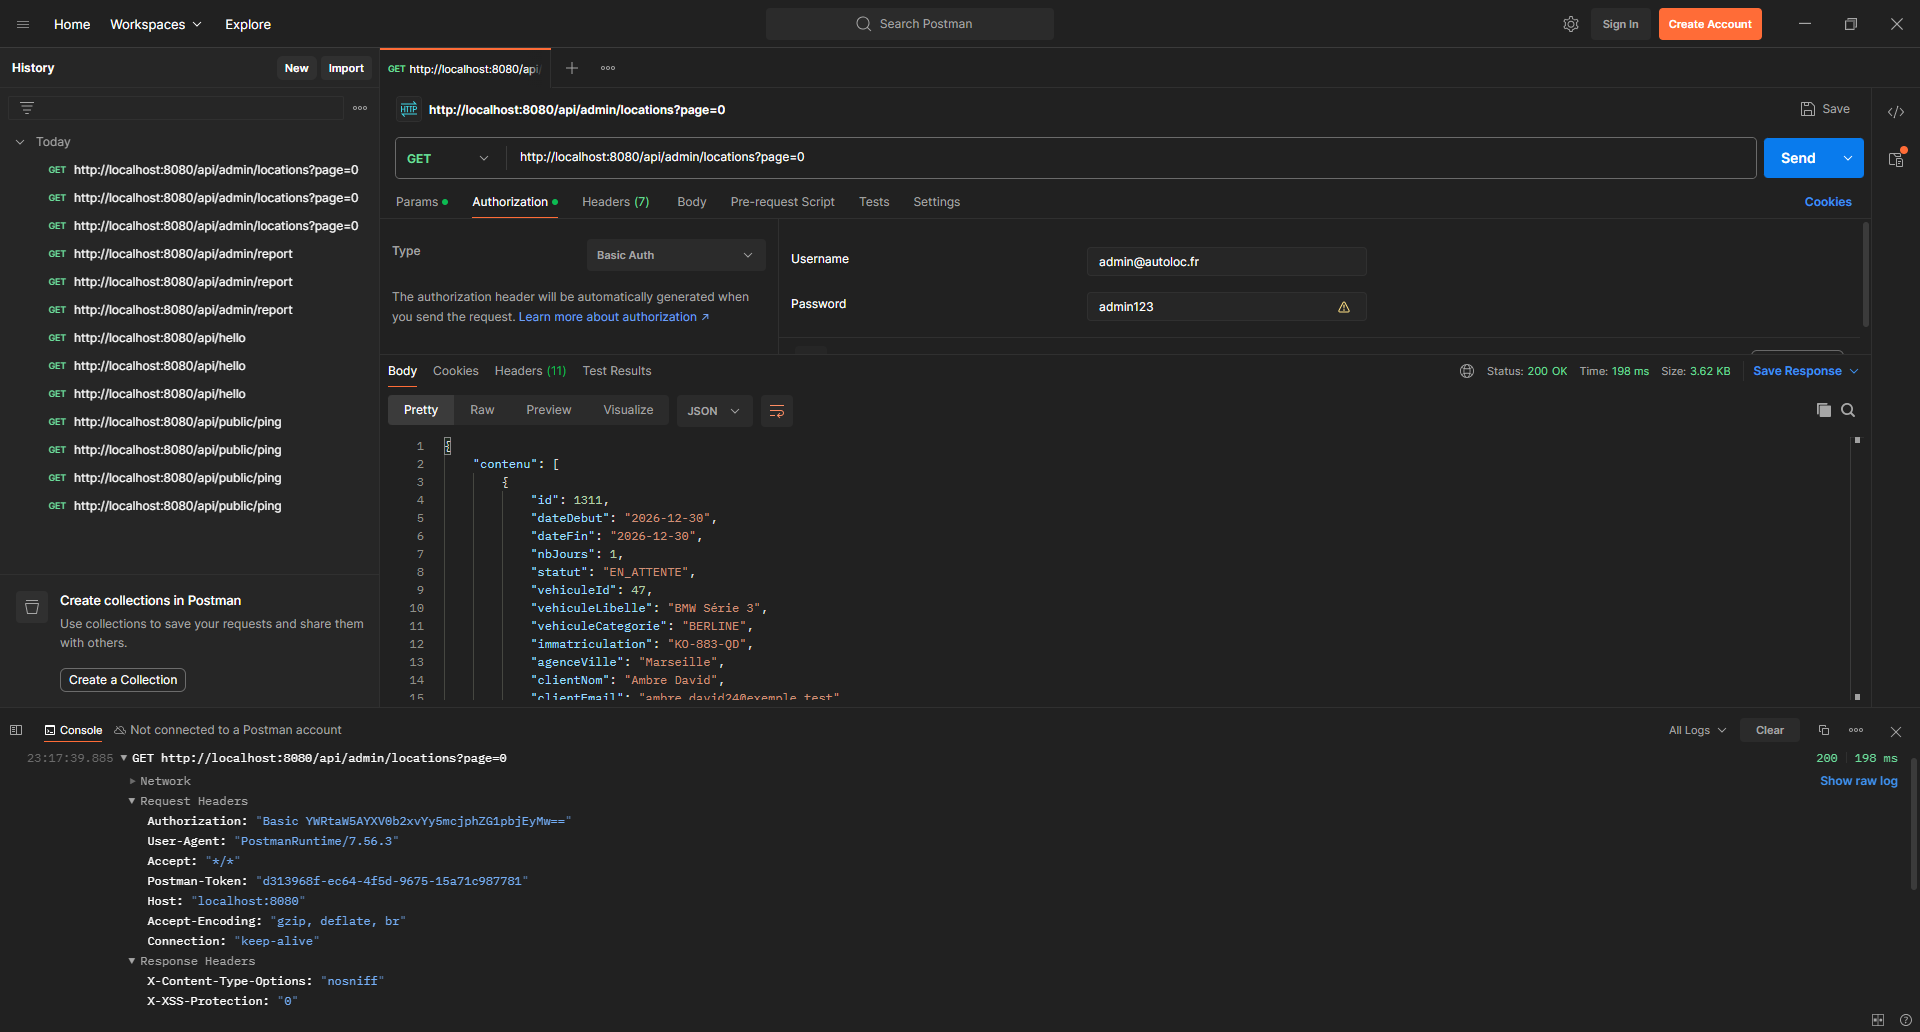 Home Workspaces Explore Search Postman Sign In Create Account
History New Import GET http://localhost:8080/api/
HTTP http://localhost:8080/api/admin/locations?page=0 Save
Today
GET http://localhost:8080/api/admin/locations?page=0
GET http://localhost:8080/api/admin/locations?page=0
GET http://localhost:8080/api/admin/locations?page=0
GET http://localhost:8080/api/admin/report
GET http://localhost:8080/api/admin/report
GET http://localhost:8080/api/admin/report
GET http://localhost:8080/api/hello
GET http://localhost:8080/api/hello
GET http://localhost:8080/api/hello
GET http://localhost:8080/api/public/ping
GET http://localhost:8080/api/public/ping
GET http://localhost:8080/api/public/ping
GET http://localhost:8080/api/public/ping
Create collections in Postman
Use collections to save your requests and share them
with others.
Create a Collection
GET http://localhost:8080/api/admin/locations?page=0 Send
Params Authorization Headers (7) Body Pre-request Script Tests Settings Cookies
Type Basic Auth
The authorization header will be automatically generated when
you send the request. Learn more about authorization ↗
Username admin@autoloc.fr
Password admin123
Body Cookies Headers (11) Test Results Status: 200 OK Time: 198 ms Size: 3.62 KB Save Response
Pretty Raw Preview Visualize JSON
1 {
2 "contenu": [
3 {
4 "id": 1311,
5 "dateDebut": "2026-12-30",
6 "dateFin": "2026-12-30",
7 "nbJours": 1,
8 "statut": "EN_ATTENTE",
9 "vehiculeId": 47,
10 "vehiculeLibelle": "BMW Série 3",
11 "vehiculeCategorie": "BERLINE",
12 "immatriculation": "KO-883-QD",
13 "agenceVille": "Marseille",
14 "clientNom": "Ambre David",
15 "clientEmail": "ambre.david24@exemple.test"
Console Not connected to a Postman account All Logs Clear
23:17:39.885 GET http://localhost:8080/api/admin/locations?page=0 200 198 ms
Network Show raw log
Request Headers
Authorization: "Basic YWRtaW5AYXV0b2xvYy5mcjphZG1pbjEyMw=="
User-Agent: "PostmanRuntime/7.56.3"
Accept: "*/*"
Postman-Token: "d313968f-ec64-4f5d-9675-15a71c987781"
Host: "localhost:8080"
Accept-Encoding: "gzip, deflate, br"
Connection: "keep-alive"
Response Headers
X-Content-Type-Options: "nosniff"
X-XSS-Protection: "0"